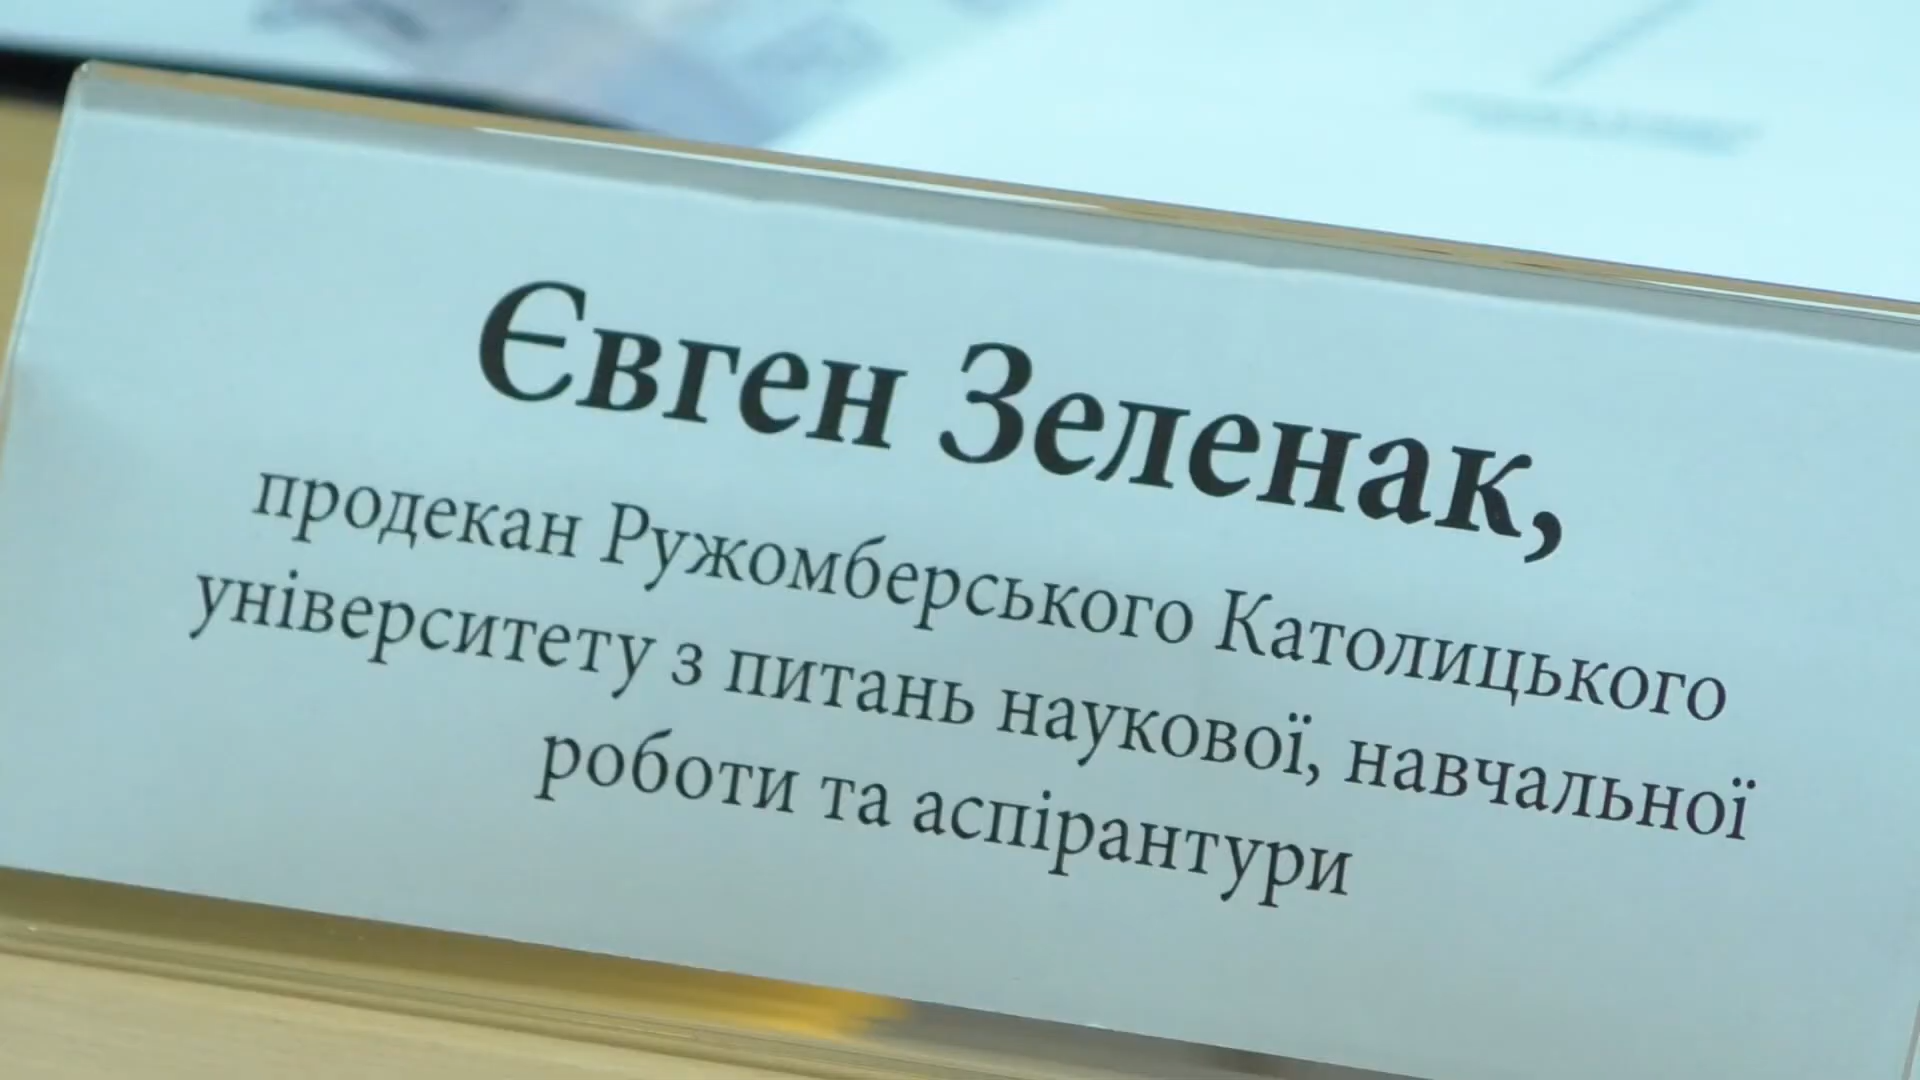 Євген Зеленак,
продекан Ружомберського Католицького
університету з питань наукової, навчальної
роботи та аспірантури